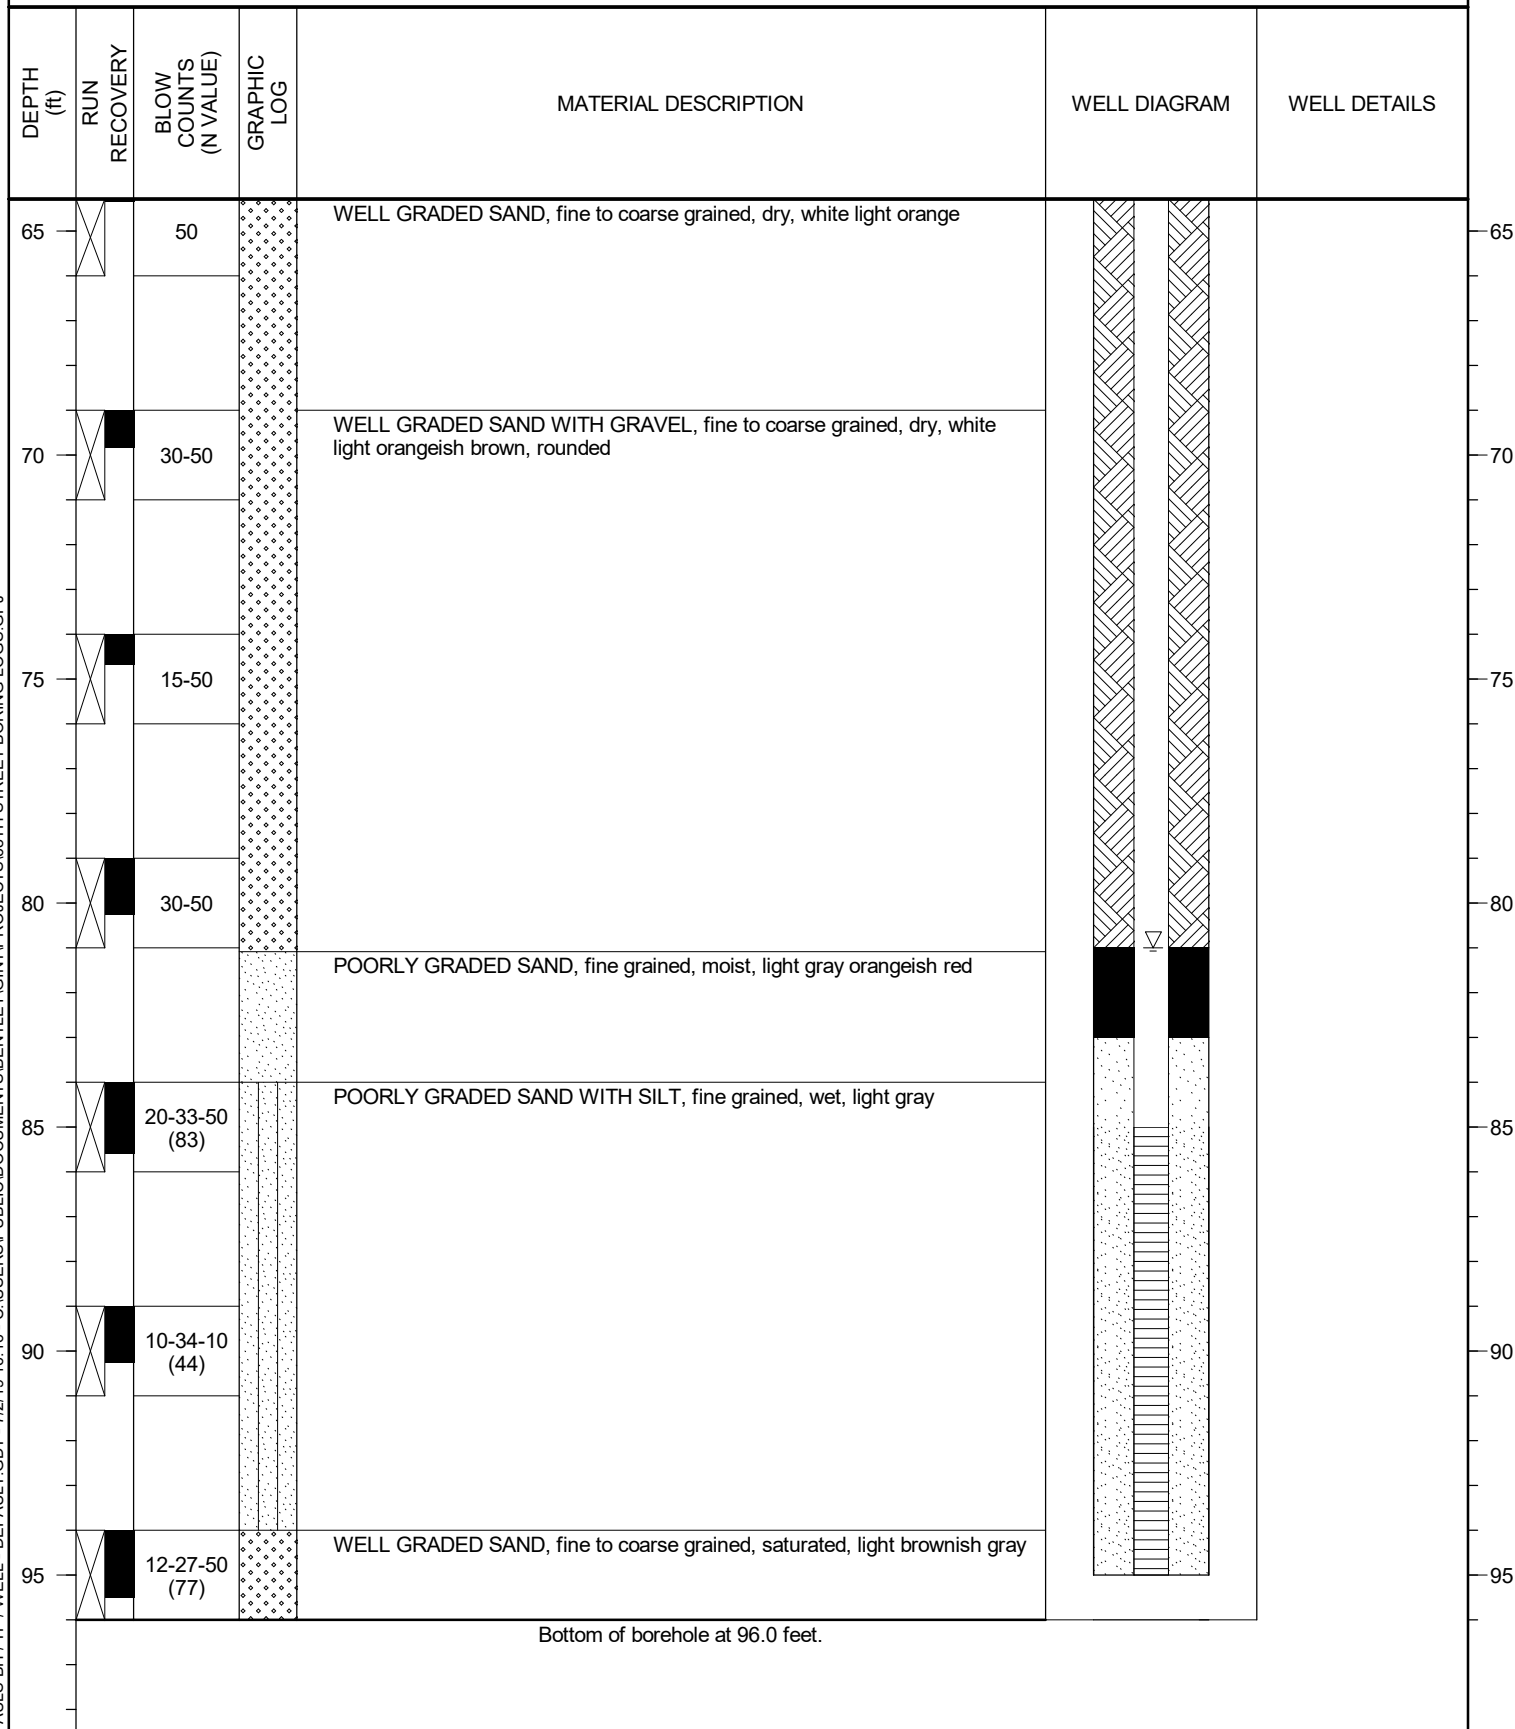 DEPTH
(ft)
RUN
RECOVERY
BLOW
COUNTS
(N VALUE)
GRAPHIC
LOG
MATERIAL DESCRIPTION
WELL DIAGRAM
WELL DETAILS
65
50
WELL GRADED SAND, fine to coarse grained, dry, white light orange
65
WELL GRADED SAND WITH GRAVEL, fine to coarse grained, dry, white
light orangeish brown, rounded
70
30-50
70
75
15-50
75
80
30-50
80
POORLY GRADED SAND, fine grained, moist, light gray orangeish red
POORLY GRADED SAND WITH SILT, fine grained, wet, light gray
85
20-33-50
(83)
85
90
10-34-10
(44)
90
WELL GRADED SAND, fine to coarse grained, saturated, light brownish gray
95
12-27-50
(77)
95
Bottom of borehole at 96.0 feet.